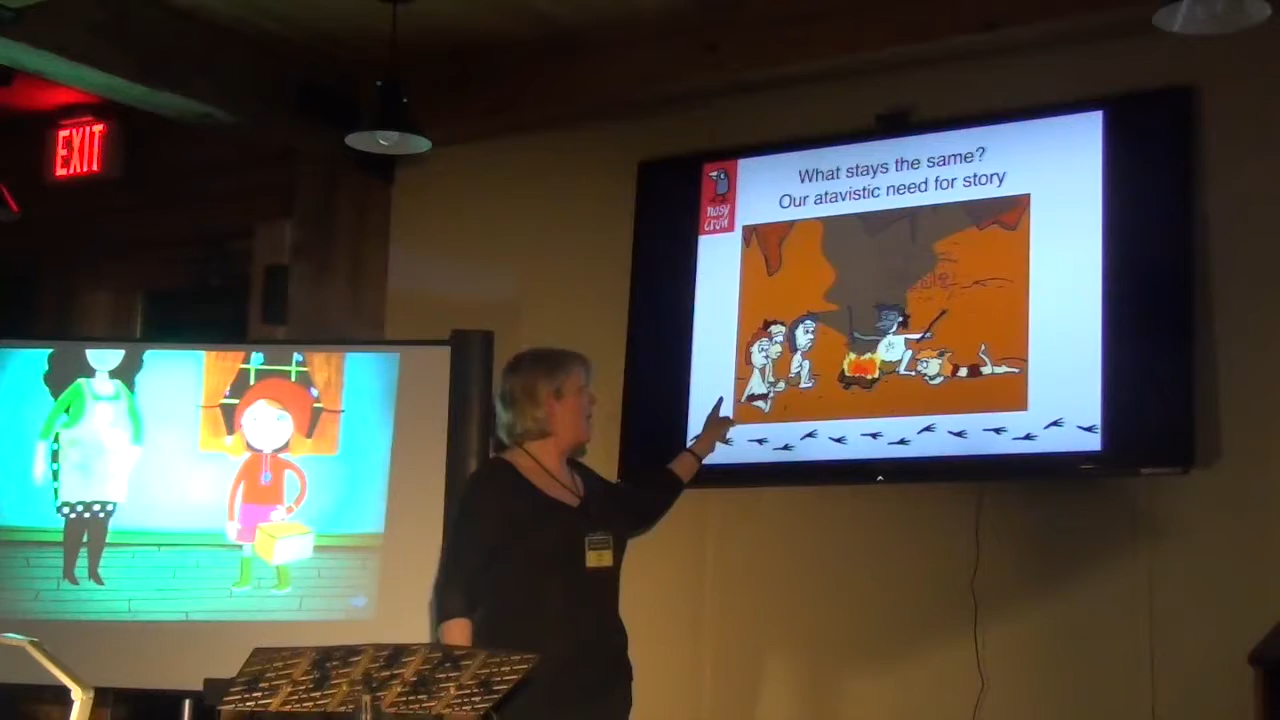 EXIT
What stays the same?
Our atavistic need for story
nosy
crow